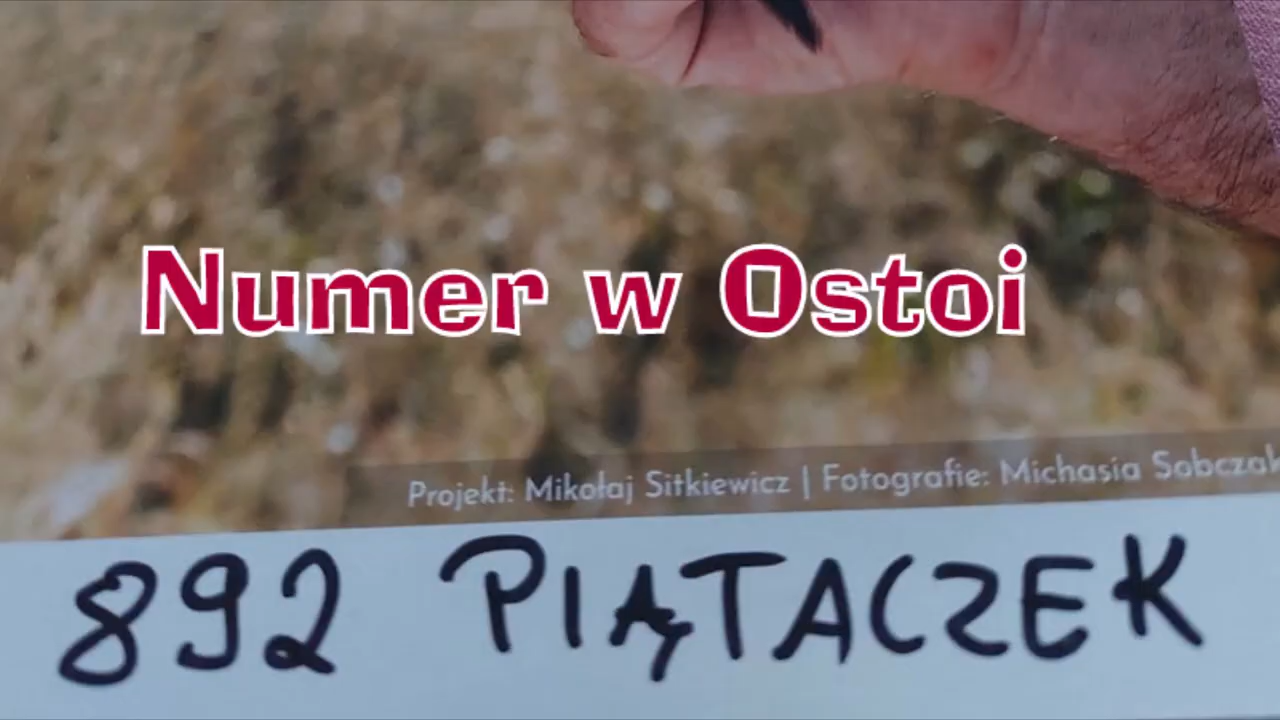 Numer w Ostoi
Projekt: Mikołaj Sitkiewicz | Fotografie: Michasia Sobczak
892 PIĄTACZEK